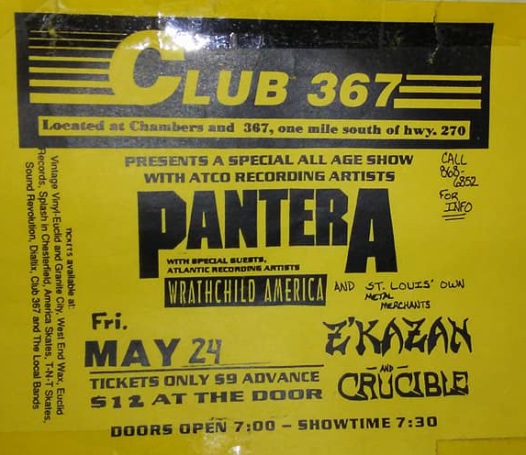 CLUB 367
Located at Chambers and 367, one mile south of hwy. 270
PRESENTS A SPECIAL ALL AGE SHOW
WITH ATCO RECORDING ARTISTS
PANTERA
CALL
868-
6852
FOR
INFO
WITH SPECIAL GUESTS,
ATLANTIC RECORDING ARTISTS
WRATHCHILD AMERICA
AND ST. LOUIS' OWN
METAL
MERCHANTS
Z'KAZAN
AND
CRUCIBLE
Fri.
MAY 24
TICKETS ONLY $9 ADVANCE
$12 AT THE DOOR
DOORS OPEN 7:00 – SHOWTIME 7:30
TICKETS available at:
Vintage Vinyl-Euclid and Granite City, West End Wax, Euclid
Records, Splash in Chesterfield, America Skates, T-N-T Skates,
Sound Revolution, Dialtix, Club 367 and The Local Bands